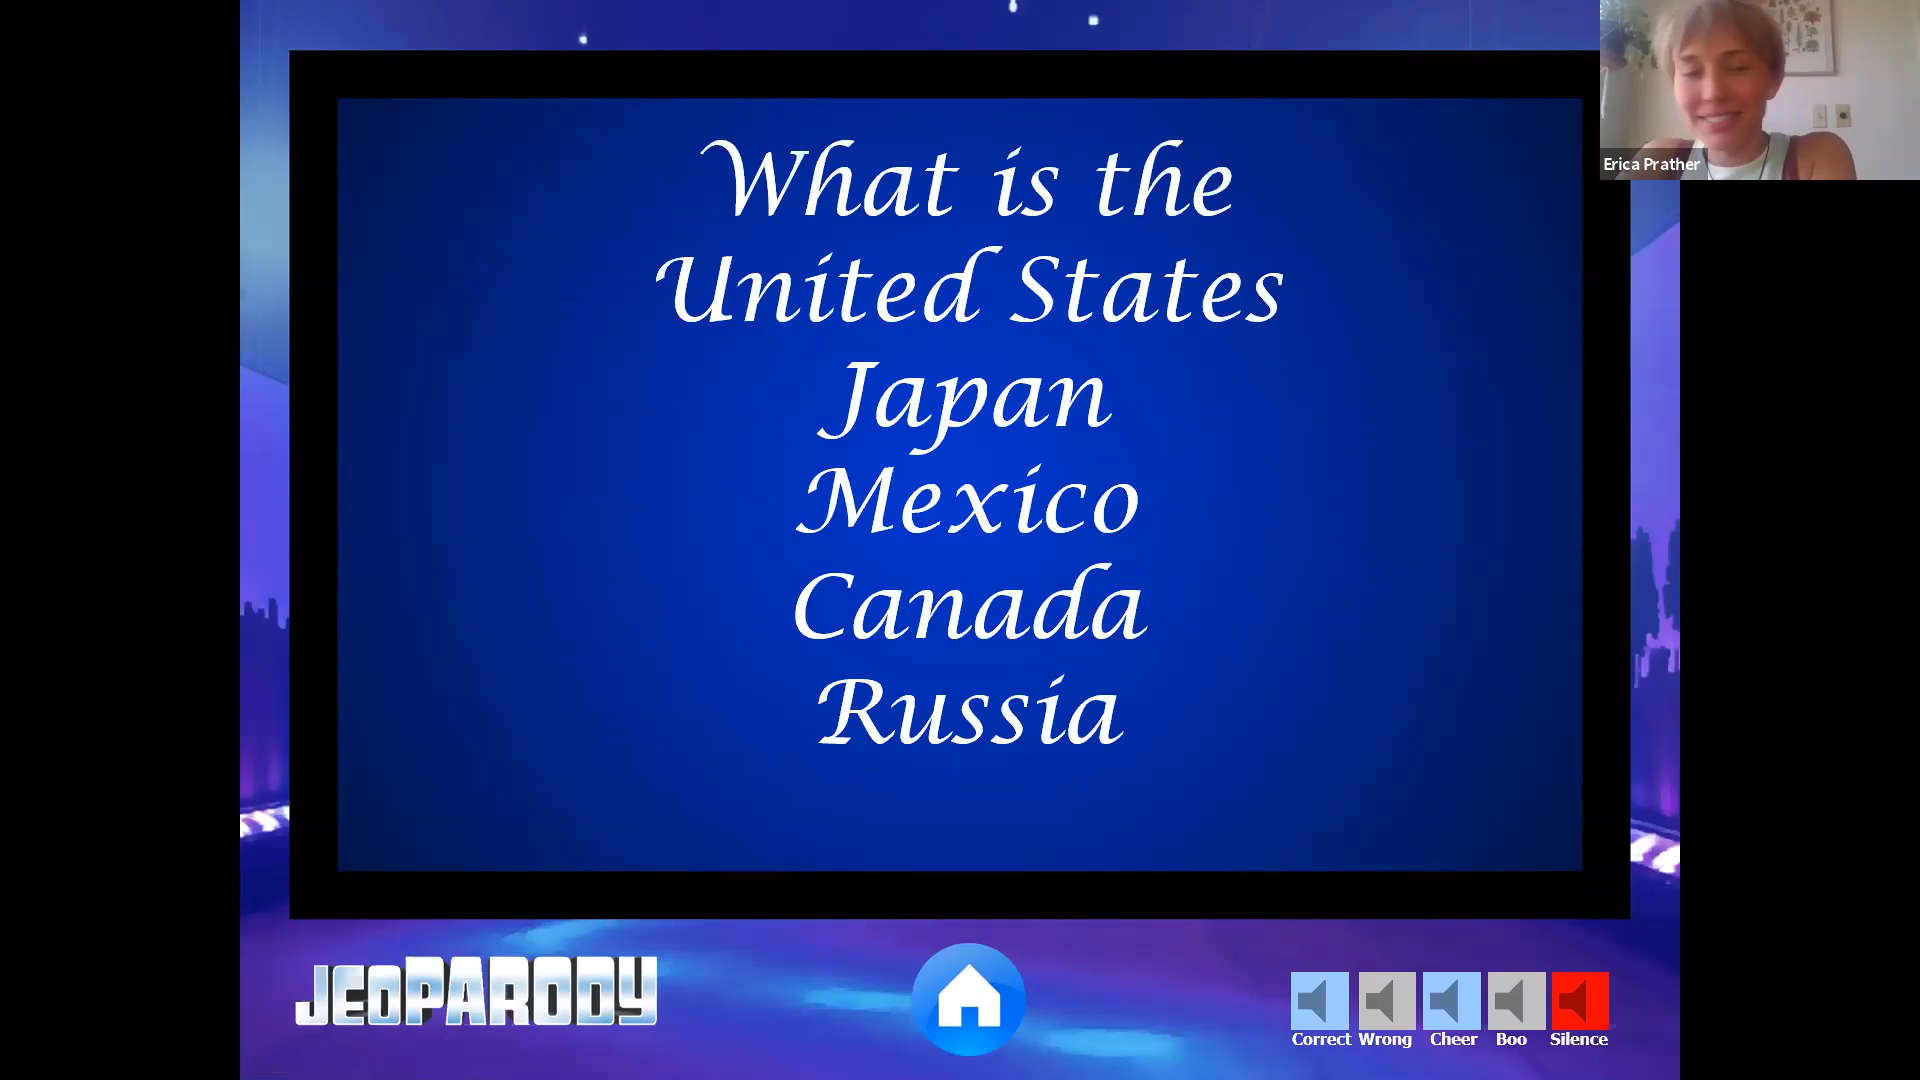 What is the
United States
Japan
Mexico
Canada
Russia
Erica Prather
JEOPARODY
Correct Wrong Cheer Boo Silence